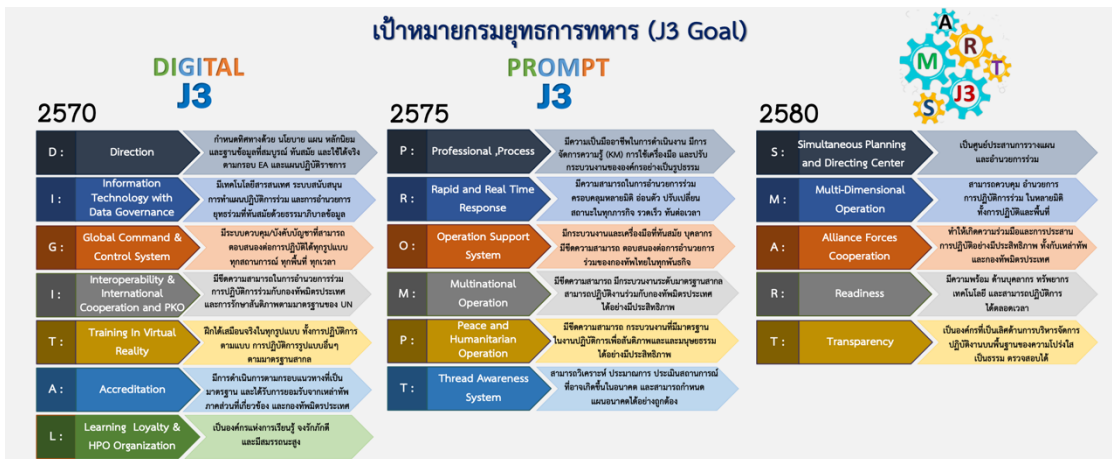 เป้าหมายกรมยุทธการทหาร (J3 Goal)
DIGITAL
J3
2570
D :
Direction
กำหนดทิศทางด้วย นโยบาย แผน หลักนิยม
และฐานข้อมูลที่สมบูรณ์ ทันสมัย และใช้ได้จริง
ตามกรอบ EA และแผนปฏิบัติราชการ
I :
Information
Technology with
Data Governance
มีเทคโนโลยีสารสนเทศ ระบบสนับสนุน
การทำแผนปฏิบัติการร่วม และการอำนวยการ
ยุทธร่วมที่ทันสมัยด้วยธรรมาภิบาลข้อมูล
G :
Global Command &
Control System
มีระบบควบคุม/บังคับบัญชาที่สามารถ
ตอบสนองต่อการปฏิบัติได้ทุกรูปแบบ
ทุกสถานการณ์ ทุกพื้นที่ ทุกเวลา
I :
Interoperability &
International
Cooperation and PKO
มีขีดความสามารถในการอำนวยการร่วม
การปฏิบัติการร่วมกับกองทัพมิตรประเทศ
และการรักษาสันติภาพตามมาตรฐานของ UN
T :
Training In Virtual
Reality
ฝึกได้เสมือนจริงในทุกรูปแบบ ทั้งการปฏิบัติการ
ตามแบบ การปฏิบัติการรูปแบบอื่นๆ
ตามมาตรฐานสากล
A :
Accreditation
มีการดำเนินการตามกรอบแนวทางที่เป็น
มาตรฐาน และได้รับการยอมรับจากเหล่าทัพ
ภาคส่วนที่เกี่ยวข้อง และกองทัพมิตรประเทศ
L :
Learning Loyalty &
HPO Organization
เป็นองค์กรแห่งการเรียนรู้ จงรักภักดี
และมีสมรรถนะสูง
PROMPT
J3
2575
P :
Professional ,Process
มีความเป็นมืออาชีพในการดำเนินงาน มีการ
จัดการความรู้ (KM) การใช้เครื่องมือ และปรับ
กระบวนงานขององค์กรอย่างเป็นรูปธรรม
R :
Rapid and Real Time
Response
มีความสามารถในการอำนวยการร่วม
ครอบคลุมหลายมิติ อ่อนตัว ปรับเปลี่ยน
สถานะในทุกภารกิจ รวดเร็ว ทันต่อเวลา
O :
Operation Support
System
มีระบบงานและเครื่องมือที่ทันสมัย บุคลากร
มีขีดความสามารถ ตอบสนองต่อการอำนวยการ
ร่วมของกองทัพไทยในทุกพันธกิจ
M :
Multinational
Operation
มีขีดความสามารถ มีกระบวนงานระดับมาตรฐานสากล
สามารถปฏิบัติงานร่วมกับกองทัพมิตรประเทศ
ได้อย่างมีประสิทธิภาพ
P :
Peace and
Humanitarian
Operation
มีขีดความสามารถ กระบวนงานที่มีมาตรฐาน
ในงานปฏิบัติการเพื่อสันติภาพและและมนุษยธรรม
ได้อย่างมีประสิทธิภาพ
T :
Thread Awareness
System
สามารถวิเคราะห์ ประมาณการ ประเมินสถานการณ์
ที่อาจเกิดขึ้นในอนาคต และสามารถกำหนด
แผนอนาคตได้อย่างถูกต้อง
A
M
R
T
S
J3
2580
S :
Simultaneous Planning
and Directing Center
เป็นศูนย์ประสานการวางแผน
และอำนวยการร่วม
M :
Multi-Dimensional
Operation
สามารถควบคุม อำนวยการ
การปฏิบัติการร่วม ในหลายมิติ
ทั้งการปฏิบัติและพื้นที่
A :
Alliance Forces
Cooperation
ทำให้เกิดความร่วมมือและการประสาน
การปฏิบัติอย่างมีประสิทธิภาพ ทั้งกับเหล่าทัพ
และกองทัพมิตรประเทศ
R :
Readiness
มีความพร้อม ด้านบุคลากร ทรัพยากร
เทคโนโลยี และสามารถปฏิบัติการ
ได้ตลอดเวลา
T :
Transparency
เป็นองค์กรที่เป็นเลิศด้านการบริหารจัดการ
ปฏิบัติงานบนพื้นฐานของความโปร่งใส
เป็นธรรม ตรวจสอบได้